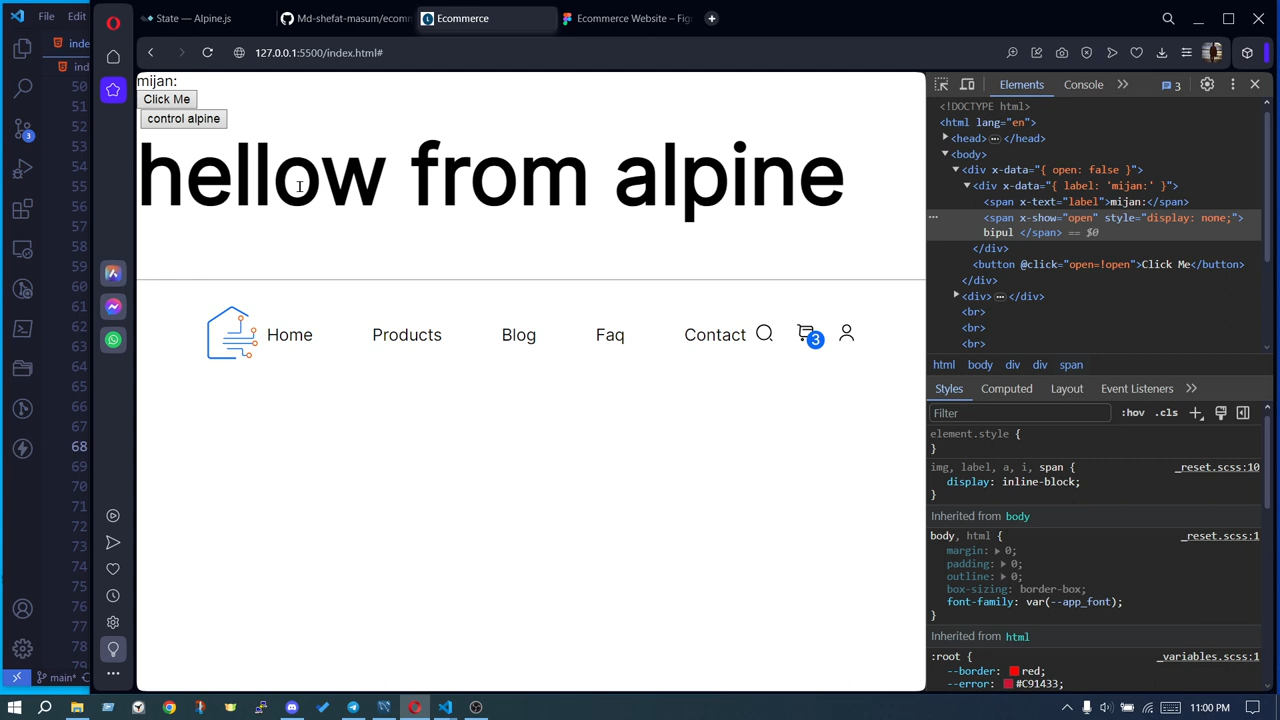 File Edit
State — Alpine.js
Md-shefat-masum/ecomm
Ecommerce
Ecommerce Website – Fig
127.0.0.1:5500/index.html#
inde
ind
50
51
52
53
54
55
56
57
58
59
60
61
62
63
64
65
66
67
68
69
70
71
72
73
74
75
76
77
78
79
3
main*
mijan:
Click Me
control alpine
hellow from alpine
Home
Products
Blog
Faq
Contact
3
Elements
Console
3
<!DOCTYPE html>
<html lang="en">
<head> ••• </head>
<body>
<div x-data="{ open: false }">
<div x-data="{ label: 'mijan:' }">
<span x-text="label">mijan:</span>
<span x-show="open" style="display: none;">
bipul </span> == $0
</div>
<button @click="open=!open">Click Me</button>
</div>
<div> ••• </div>
<br>
<br>
<br>
html body div div span
Styles Computed Layout Event Listeners
Filter
:hov .cls
element.style {
}
img, label, a, i, span {
_reset.scss:10
display: inline-block;
}
Inherited from body
body, html {
_reset.scss:1
margin: 0;
padding: 0;
outline: 0;
box-sizing: border-box;
font-family: var(--app_font);
}
Inherited from html
:root {
_variables.scss:1
--border: red;
--error: #C91433;
11:00 PM